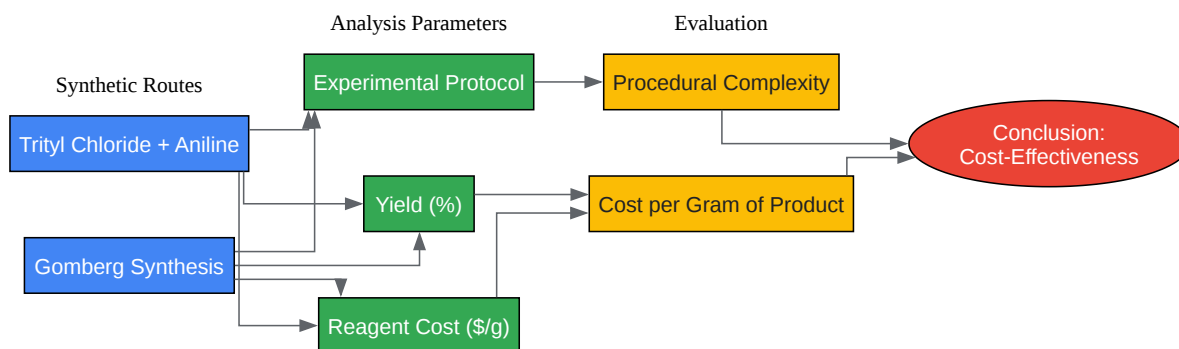 Analysis Parameters
Evaluation
Synthetic Routes
Experimental Protocol
Procedural Complexity
Trityl Chloride + Aniline
Conclusion:
Cost-Effectiveness
Yield (%)
Cost per Gram of Product
Gomberg Synthesis
Reagent Cost ($/g)